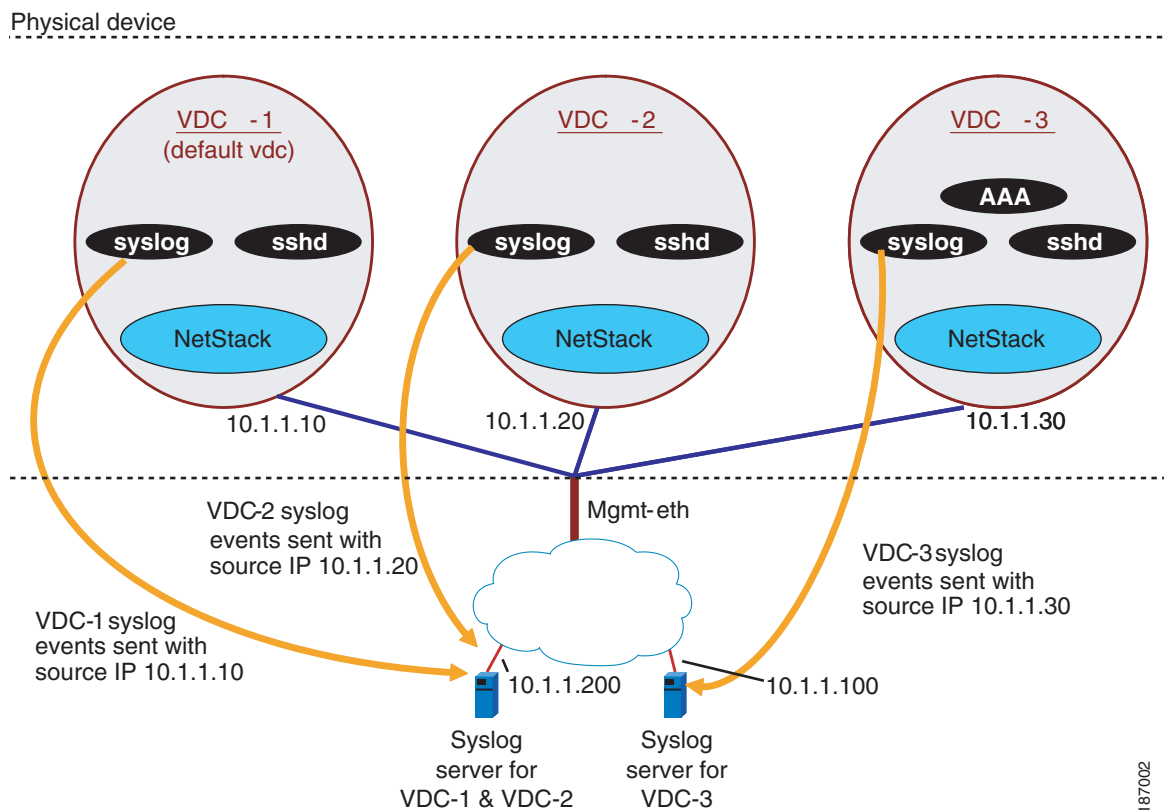 Physical device
VDC -1
(default vdc)
VDC -2
VDC -3
AAA
syslog
sshd
syslog
sshd
syslog
sshd
NetStack
NetStack
NetStack
10.1.1.10
10.1.1.20
10.1.1.30
Mgmt-eth
VDC-2 syslog
events sent with
source IP 10.1.1.20
VDC-3 syslog
events sent with
source IP 10.1.1.30
VDC-1 syslog
events sent with
source IP 10.1.1.10
10.1.1.200
10.1.1.100
Syslog
server for
VDC-1 & VDC-2
Syslog
server for
VDC-3
187002